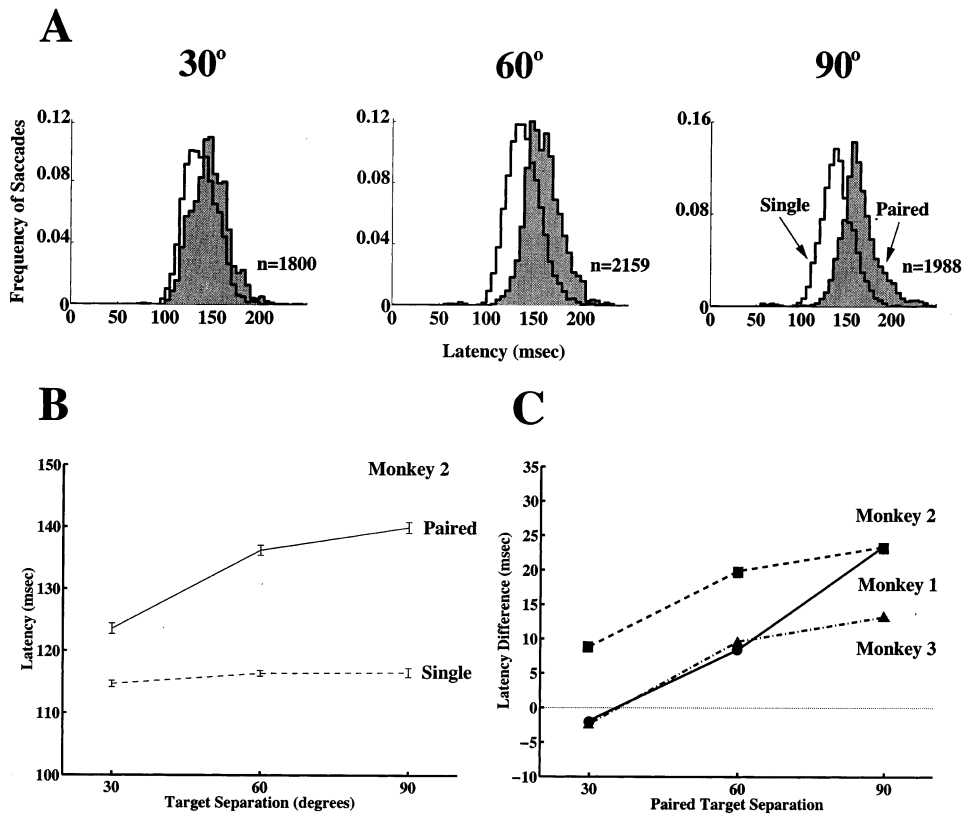 A
30° 60° 90°
Frequency of Saccades
0.12
0.08
0.04
0
n=1800
0 50 100 150 200
0.12
0.08
0.04
0
n=2159
0 50 100 150 200
Latency (msec)
0.16
0.08
0
Single
Paired
n=1988
0 50 100 150 200
B
Latency (msec)
150
140
130
120
110
100
Monkey 2
Paired
Single
30 60 90
Target Separation (degrees)
C
Latency Difference (msec)
35
30
25
20
15
10
5
0
−5
−10
Monkey 2
Monkey 1
Monkey 3
30 60 90
Paired Target Separation